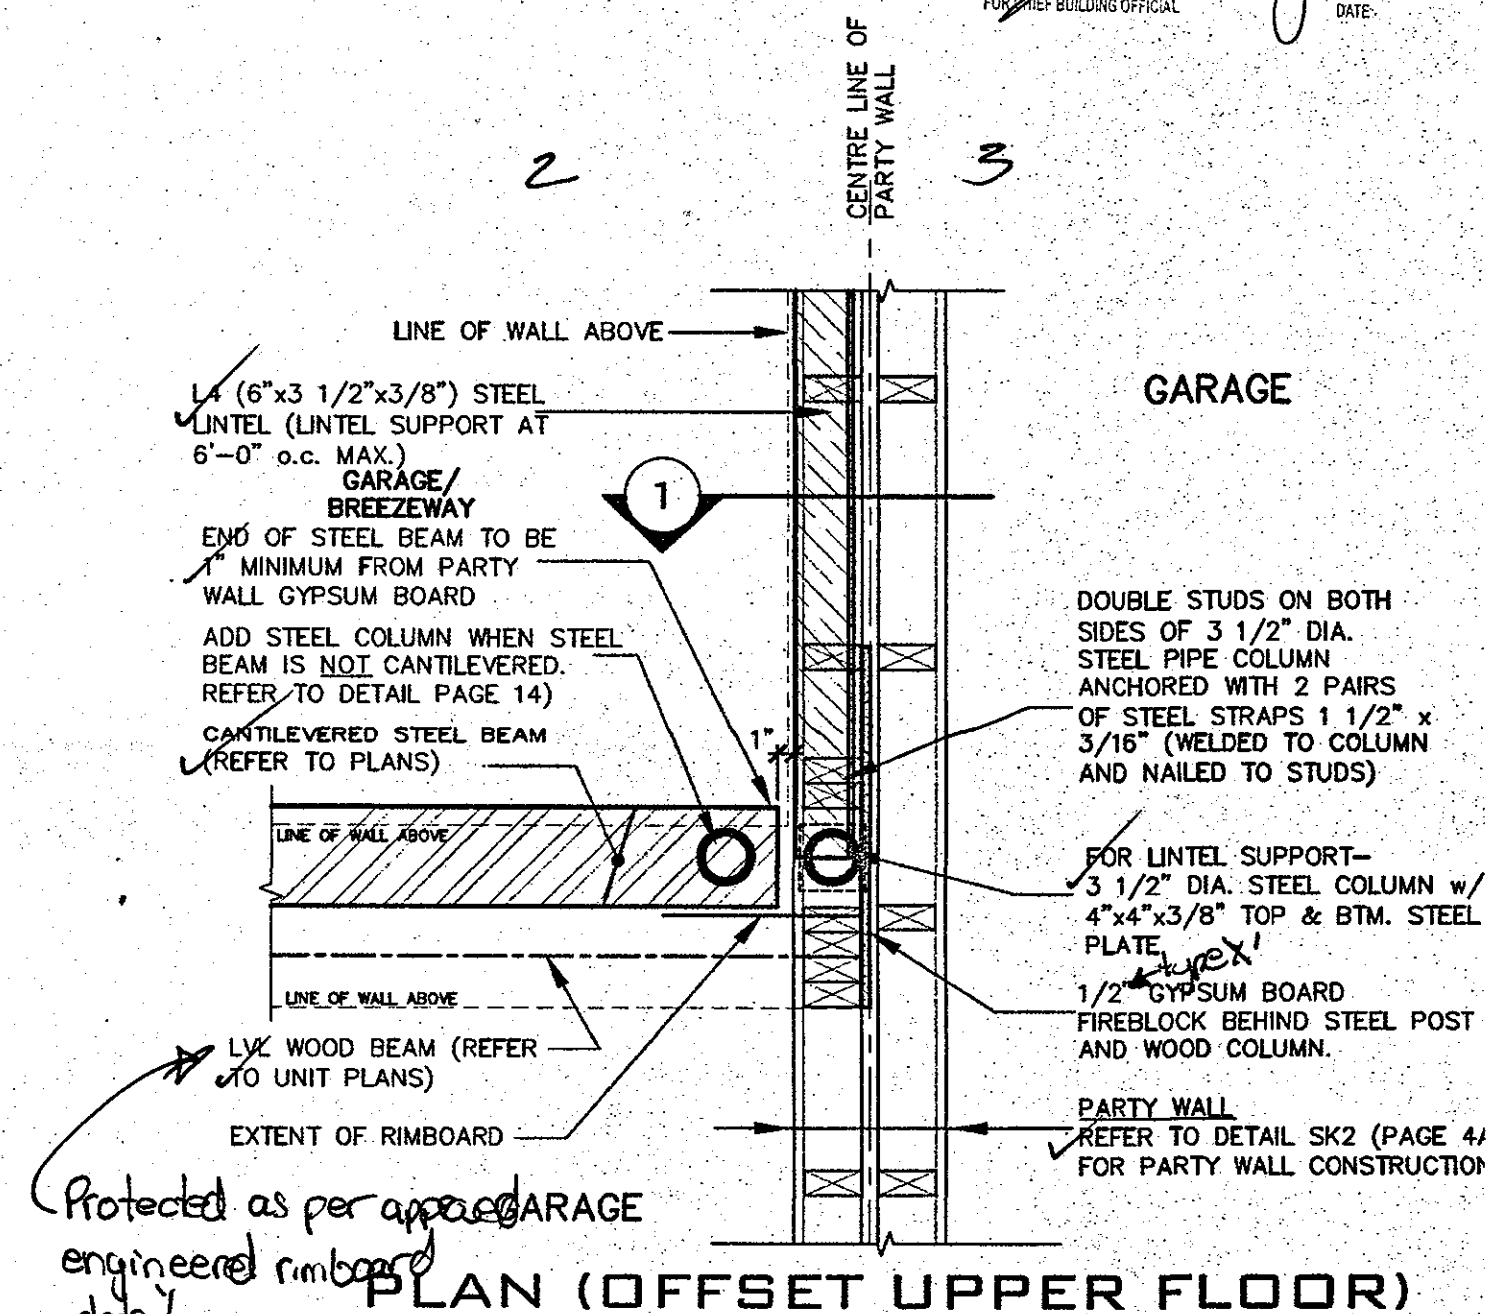 FOR CHIEF BUILDING OFFICIAL
DATE:
CENTRE LINE OF
PARTY WALL
2
3
LINE OF WALL ABOVE
L4 (6"x3 1/2"x3/8") STEEL
LINTEL (LINTEL SUPPORT AT
6'-0" o.c. MAX.)
GARAGE/
BREEZEWAY
1
GARAGE
END OF STEEL BEAM TO BE
1" MINIMUM FROM PARTY
WALL GYPSUM BOARD
ADD STEEL COLUMN WHEN STEEL
BEAM IS NOT CANTILEVERED.
REFER TO DETAIL PAGE 14)
CANTILEVERED STEEL BEAM
(REFER TO PLANS)
1"
DOUBLE STUDS ON BOTH
SIDES OF 3 1/2" DIA.
STEEL PIPE COLUMN
ANCHORED WITH 2 PAIRS
OF STEEL STRAPS 1 1/2" x
3/16" (WELDED TO COLUMN
AND NAILED TO STUDS)
LINE OF WALL ABOVE
FOR LINTEL SUPPORT-
3 1/2" DIA. STEEL COLUMN w/
4"x4"x3/8" TOP & BTM. STEEL
PLATE
type X'
1/2" GYPSUM BOARD
FIREBLOCK BEHIND STEEL POST
AND WOOD COLUMN.
LINE OF WALL ABOVE
LVL WOOD BEAM (REFER
TO UNIT PLANS)
EXTENT OF RIMBOARD
PARTY WALL
REFER TO DETAIL SK2 (PAGE 4A
FOR PARTY WALL CONSTRUCTION
Protected as per
GARAGE
engineered rimboard
PLAN (OFFSET UPPER FLOOR)